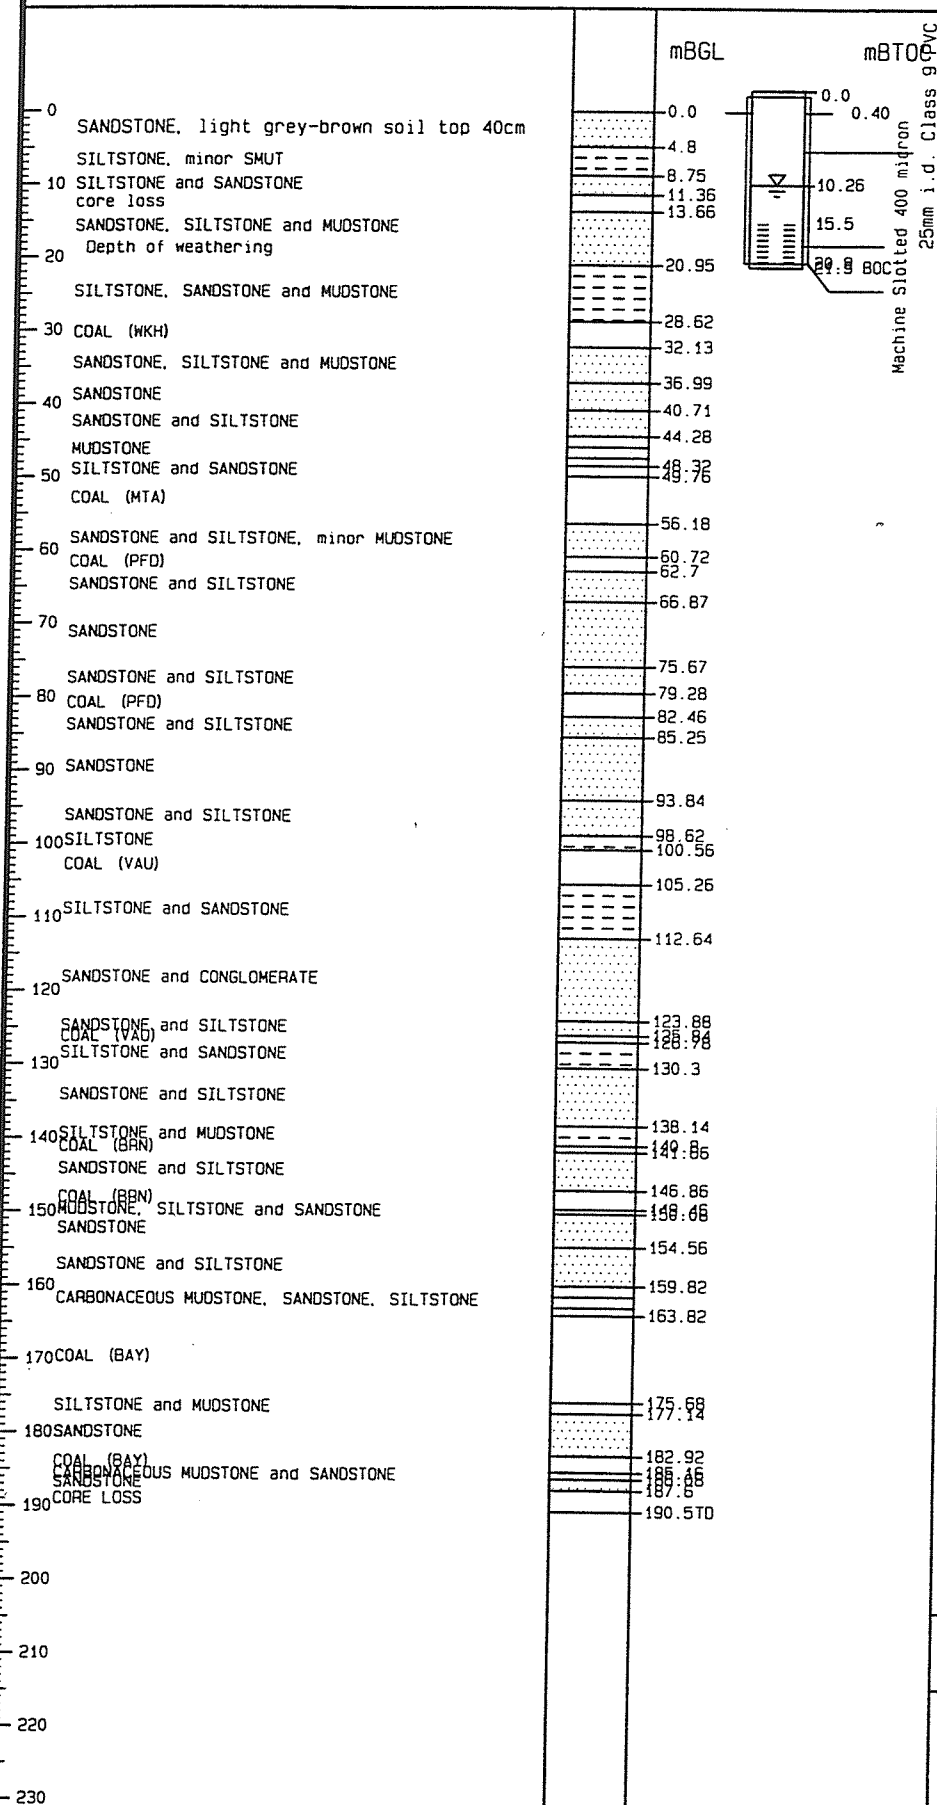 mBGL mBTOC
25mm i.d. Class 9 PVC
Machine Slotted 400 micron
0 0.0 0.0
0.40
SANDSTONE, light grey-brown soil top 40cm
4.8
SILTSTONE, minor SMUT
8.75
10 SILTSTONE and SANDSTONE 10.26
11.36
core loss
13.66
SANDSTONE, SILTSTONE and MUDSTONE 15.5
Depth of weathering
20
20.95 BOC
SILTSTONE, SANDSTONE and MUDSTONE
28.62
30 COAL (WKH)
32.13
SANDSTONE, SILTSTONE and MUDSTONE
36.99
SANDSTONE
40 40.71
SANDSTONE and SILTSTONE
44.28
MUDSTONE
48.32
SILTSTONE and SANDSTONE
50 49.76
COAL (MTA)
56.18
SANDSTONE and SILTSTONE, minor MUDSTONE
60 60.72
COAL (PFD)
62.7
SANDSTONE and SILTSTONE
66.87
70
SANDSTONE
75.67
SANDSTONE and SILTSTONE
80 79.28
COAL (PFD)
82.46
SANDSTONE and SILTSTONE
85.25
90 SANDSTONE
93.84
SANDSTONE and SILTSTONE
98.62
100 SILTSTONE
100.56
COAL (VAU)
105.26
110 SILTSTONE and SANDSTONE
112.64
SANDSTONE and CONGLOMERATE
120
123.88
SANDSTONE and SILTSTONE
COAL (VAU)
SILTSTONE and SANDSTONE
130 130.3
SANDSTONE and SILTSTONE
138.14
140 SILTSTONE and MUDSTONE
COAL (BRN)
SANDSTONE and SILTSTONE
146.86
COAL (BRN)
150 MUDSTONE, SILTSTONE and SANDSTONE
SANDSTONE
154.56
SANDSTONE and SILTSTONE
160 159.82
CARBONACEOUS MUDSTONE, SANDSTONE, SILTSTONE
163.82
170 COAL (BAY)
175.68
SILTSTONE and MUDSTONE
177.14
180 SANDSTONE
182.92
COAL (BAY)
CARBONACEOUS MUDSTONE and SANDSTONE
SANDSTONE
187.6
190 CORE LOSS
190.5TD
200
210
220
230